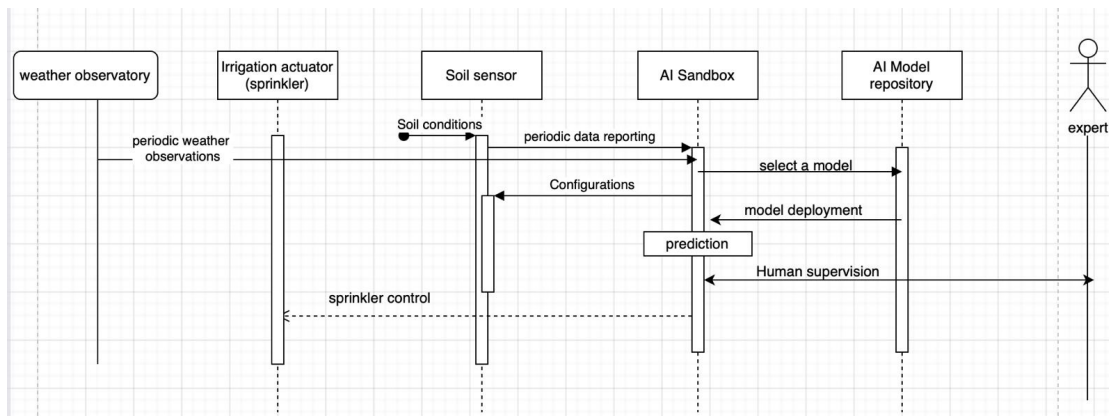 weather observatory
Irrigation actuator
(sprinkler)
Soil sensor
AI Sandbox
AI Model
repository
expert
Soil conditions
periodic weather
observations
periodic data reporting
select a model
Configurations
model deployment
prediction
Human supervision
sprinkler control